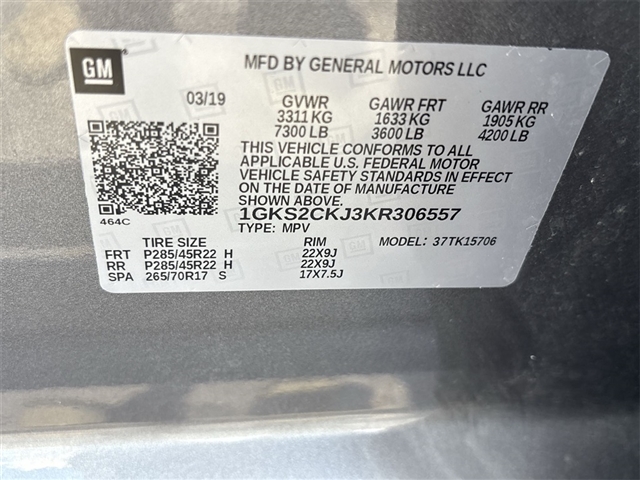 GM
MFD BY GENERAL MOTORS LLC
03/19 GVWR GAWR FRT GAWR RR
3311 KG 1633 KG 1905 KG
7300 LB 3600 LB 4200 LB
THIS VEHICLE CONFORMS TO ALL
APPLICABLE U.S. FEDERAL MOTOR
VEHICLE SAFETY STANDARDS IN EFFECT
ON THE DATE OF MANUFACTURE
SHOWN ABOVE.
464C 1GKS2CKJ3KR306557
TYPE: MPV MODEL: 37TK15706
TIRE SIZE RIM
FRT P285/45R22 H 22X9J
RR P285/45R22 H 22X9J
SPA 265/70R17 S 17X7.5J